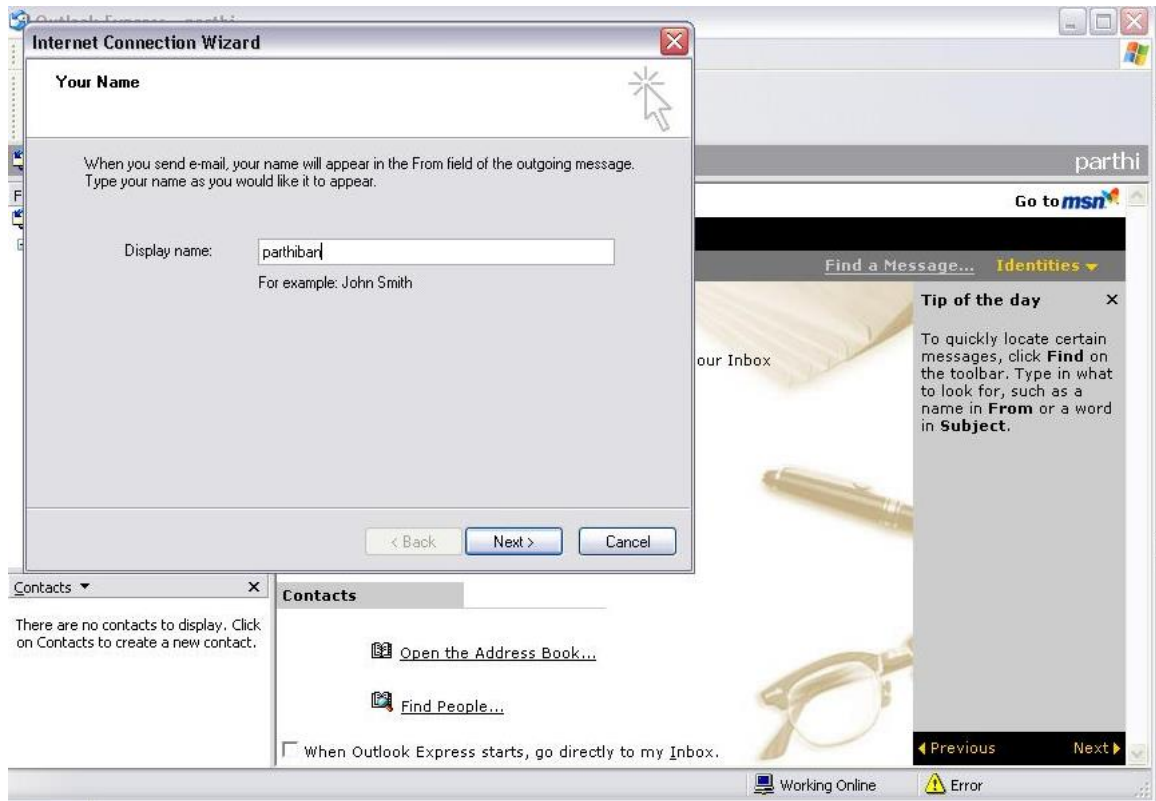 Outlook Express - parthi
Internet Connection Wizard
Your Name
When you send e-mail, your name will appear in the From field of the outgoing message.
Type your name as you would like it to appear.
Display name:
parthiban
For example: John Smith
< Back
Next >
Cancel
parthi
F
Go to msn
Find a Message...
Identities
our Inbox
Tip of the day
To quickly locate certain
messages, click Find on
the toolbar. Type in what
to look for, such as a
name in From or a word
in Subject.
Contacts
There are no contacts to display. Click
on Contacts to create a new contact.
Contacts
Open the Address Book...
Find People...
When Outlook Express starts, go directly to my Inbox.
Previous
Next
Working Online
Error